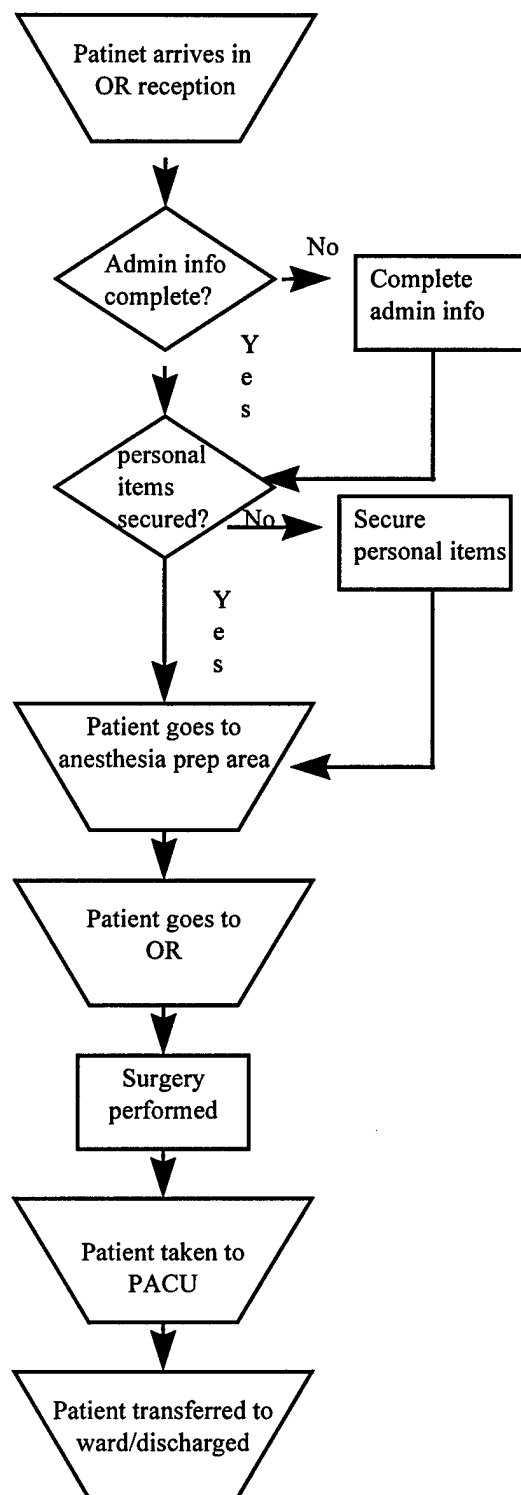 Patinet arrives in
OR reception
Admin info
complete?
No
Complete
admin info
Y
e
s
personal
items
secured?
No
Secure
personal items
Y
e
s
Patient goes to
anesthesia prep area
Patient goes to
OR
Surgery
performed
Patient taken to
PACU
Patient transferred to
ward/discharged